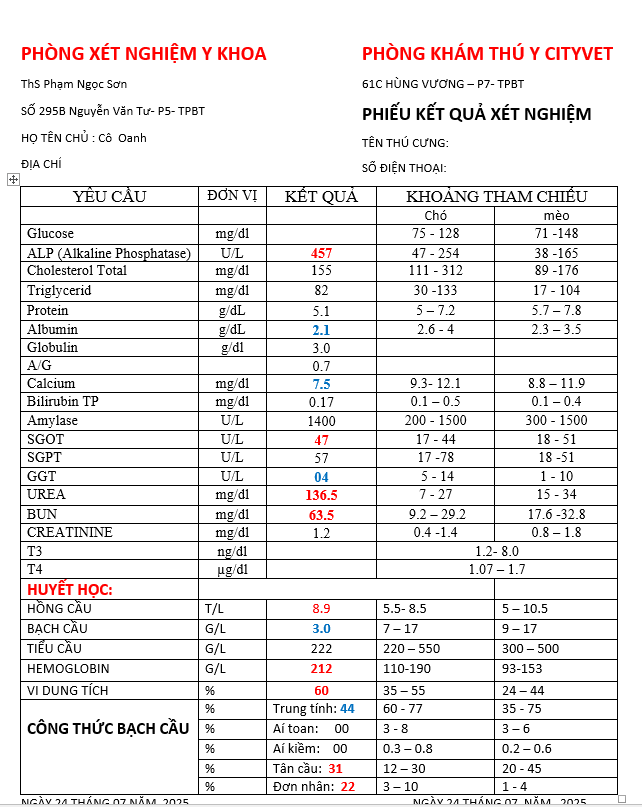 PHÒNG XÉT NGHIỆM Y KHOA PHÒNG KHÁM THÚ Y CITYVET
ThS Phạm Ngọc Sơn 61C HÙNG VƯƠNG – P7- TPBT
SỐ 295B Nguyễn Văn Tư- P5- TPBT PHIẾU KẾT QUẢ XÉT NGHIỆM
HỌ TÊN CHỦ : Cô Oanh TÊN THÚ CƯNG:
ĐỊA CHỈ SỐ ĐIỆN THOẠI:
YÊU CẦU ĐƠN VỊ KẾT QUẢ KHOẢNG THAM CHIẾU
Chó mèo
Glucose mg/dl 75 - 128 71 -148
ALP (Alkaline Phosphatase) U/L 457 47 - 254 38 -165
Cholesterol Total mg/dl 155 111 - 312 89 -176
Triglycerid mg/dl 82 30 -133 17 - 104
Protein g/dL 5.1 5 – 7.2 5.7 – 7.8
Albumin g/dL 2.1 2.6 - 4 2.3 – 3.5
Globulin g/dl 3.0
A/G 0.7
Calcium mg/dl 7.5 9.3- 12.1 8.8 – 11.9
Bilirubin TP mg/dl 0.17 0.1 – 0.5 0.1 – 0.4
Amylase U/L 1400 200 - 1500 300 - 1500
SGOT U/L 47 17 - 44 18 - 51
SGPT U/L 57 17 -78 18 -51
GGT U/L 04 5 - 14 1 - 10
UREA mg/dl 136.5 7 - 27 15 - 34
BUN mg/dl 63.5 9.2 – 29.2 17.6 -32.8
CREATININE mg/dl 1.2 0.4 -1.4 0.8 – 1.8
T3 ng/dl 1.2- 8.0
T4 µg/dl 1.07 – 1.7
HUYẾT HỌC:
HỒNG CẦU T/L 8.9 5.5- 8.5 5 – 10.5
BẠCH CẦU G/L 3.0 7 – 17 9 – 17
TIỂU CẦU G/L 222 220 – 550 300 – 500
HEMOGLOBIN G/L 212 110-190 93-153
VI DUNG TÍCH % 60 35 – 55 24 – 44
CÔNG THỨC BẠCH CẦU % Trung tính: 44 60 - 77 35 - 75
% Aí toan: 00 3 - 8 3 – 6
% Aí kiềm: 00 0.3 – 0.8 0.2 – 0.6
% Tân cầu: 31 12 – 30 20 - 45
% Đơn nhân: 22 3 – 10 1 - 4
NGÀY 24 THÁNG 07 NĂM 2025 NGÀY 24 THÁNG 07 NĂM 2025